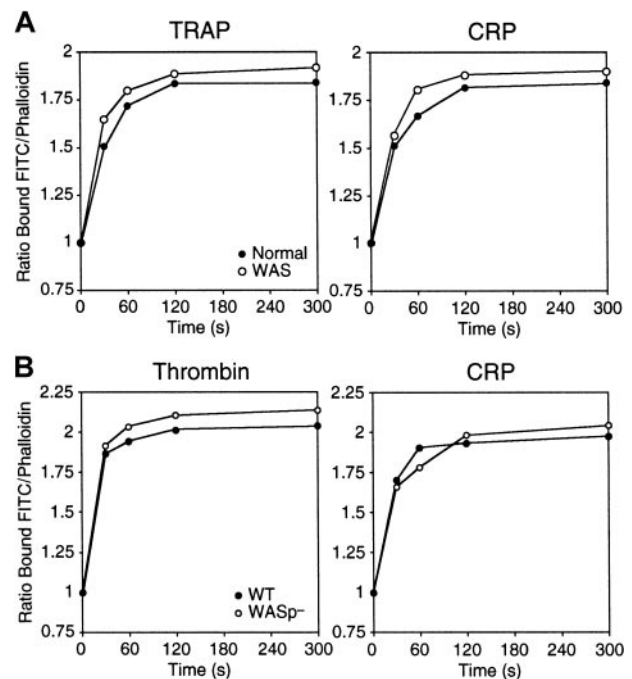 A
TRAP
CRP
Ratio Bound FITC/Phalloidin
2
1.75
1.5
1.25
1
0.75
Normal
WAS
0 60 120 180 240 300
Time (s)
2
1.75
1.5
1.25
1
0.75
0 60 120 180 240 300
Time (s)
B
Thrombin
CRP
Ratio Bound FITC/Phalloidin
2.25
2
1.75
1.5
1.25
1
0.75
WT
WASp–
0 60 120 180 240 300
Time (s)
2.25
2
1.75
1.5
1.25
1
0.75
0 60 120 180 240 300
Time (s)